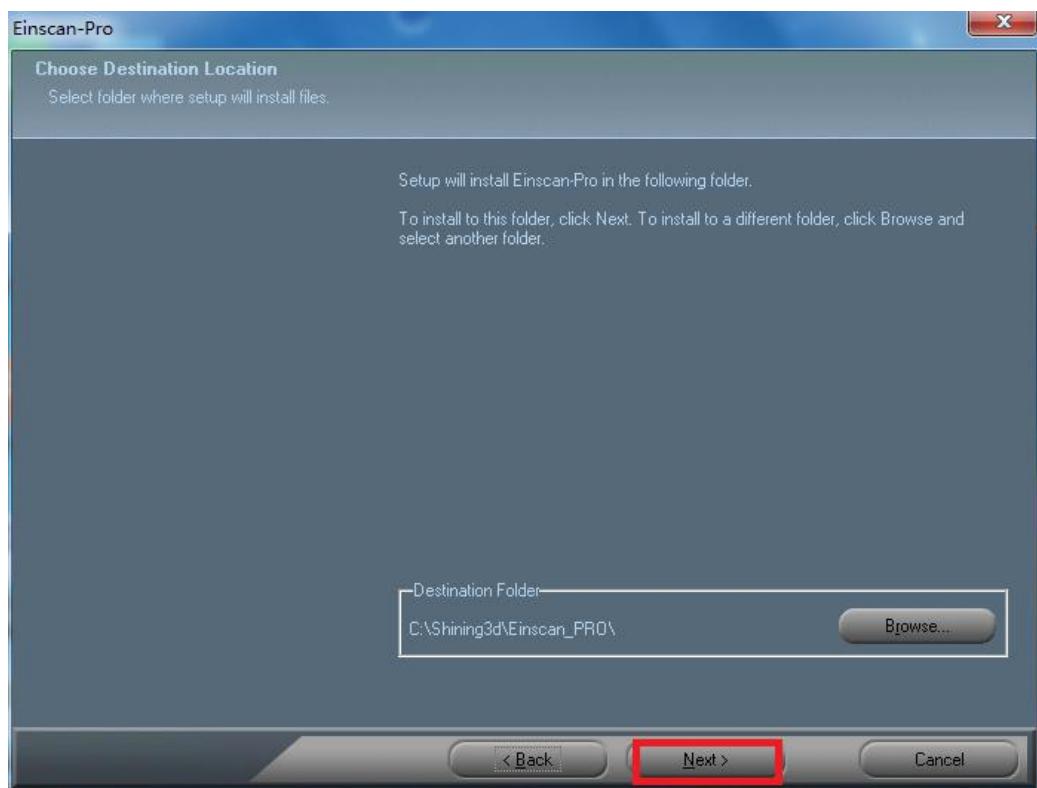 Einscan-Pro
Choose Destination Location
Select folder where setup will install files.
Setup will install Einscan-Pro in the following folder.
To install to this folder, click Next. To install to a different folder, click Browse and
select another folder.
Destination Folder
C:\Shining3d\Einscan_PRO\
Browse...
< Back
Next >
Cancel